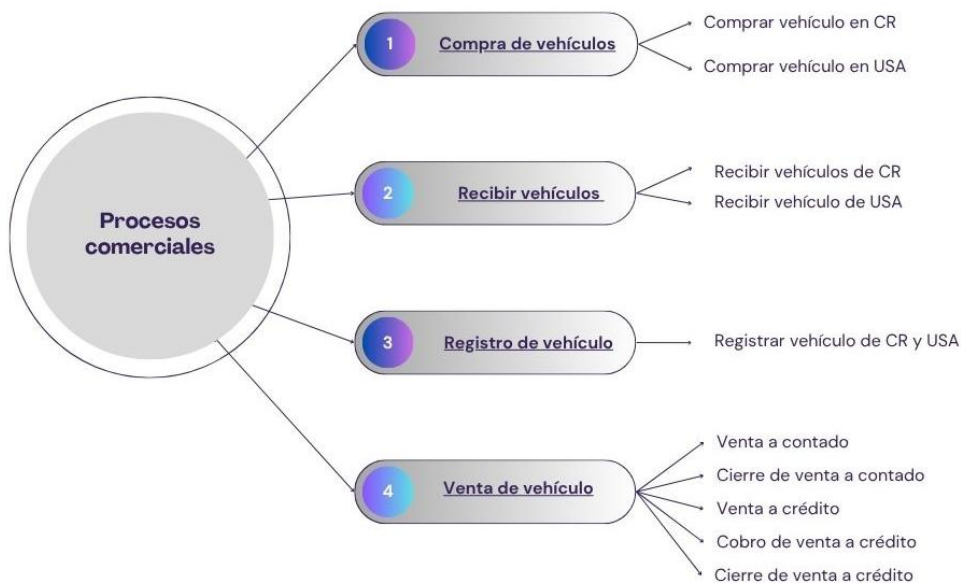 Procesos
comerciales
1
Compra de vehículos
Comprar vehículo en CR
Comprar vehículo en USA
2
Recibir vehículos
Recibir vehículos de CR
Recibir vehículo de USA
3
Registro de vehículo
Registrar vehículo de CR y USA
4
Venta de vehículo
Venta a contado
Cierre de venta a contado
Venta a crédito
Cobro de venta a crédito
Cierre de venta a crédito